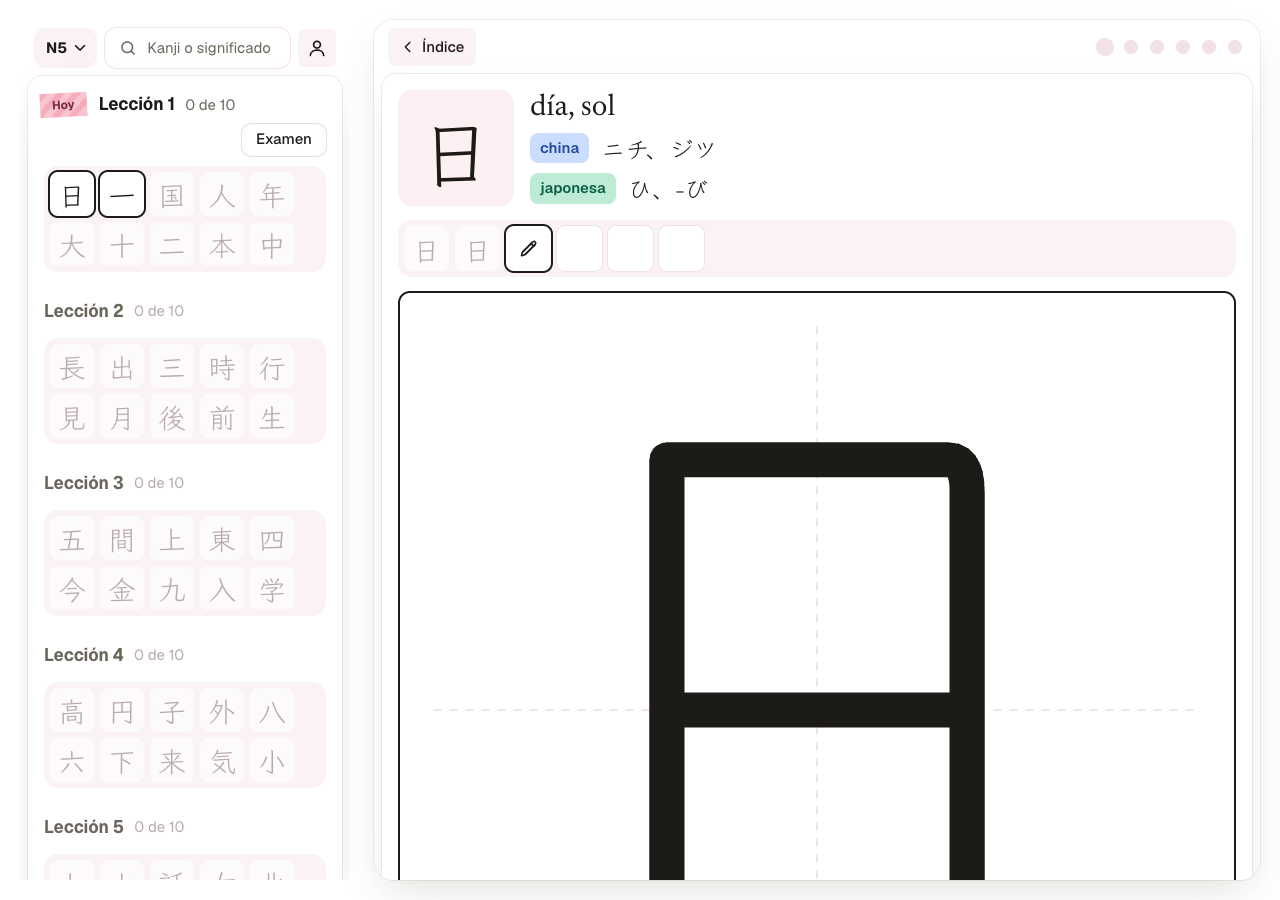 N5
Kanji o significado
Hoy
Lección 1
0 de 10
Examen
日 一 国 人 年
大 十 二 本 中
Lección 2
0 de 10
長 出 三 時 行
見 月 後 前 生
Lección 3
0 de 10
五 間 上 東 四
今 金 九 入 学
Lección 4
0 de 10
高 円 子 外 八
六 下 来 気 小
Lección 5
0 de 10
Índice
日
día, sol
china
ニチ、ジツ
japonesa
ひ、-び
日 日
日